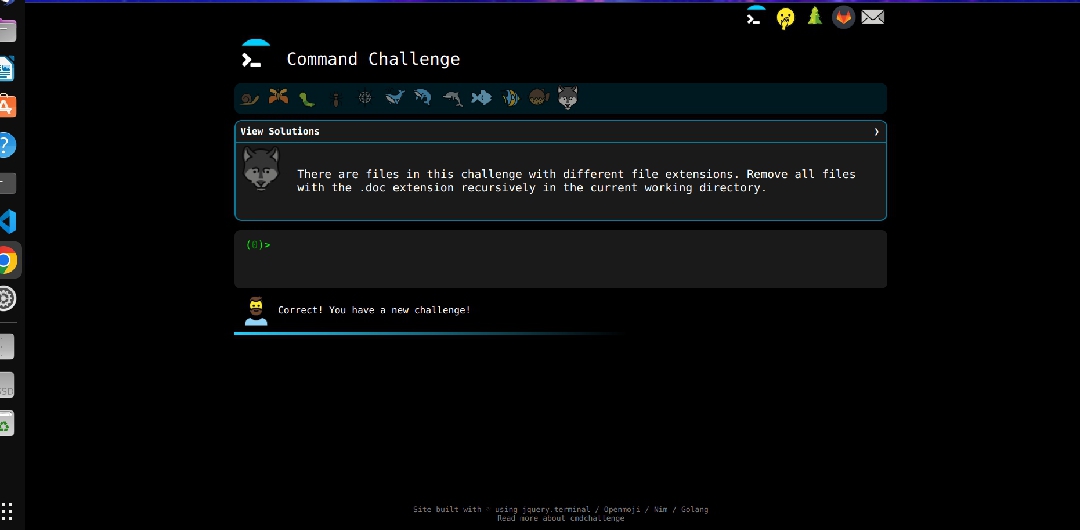 Command Challenge
View Solutions
There are files in this challenge with different file extensions. Remove all files
with the .doc extension recursively in the current working directory.
(0)>
Correct! You have a new challenge!
SSD
Site built with using jquery.terminal / Openmoji / Nim / Golang
Read more about cmdchallenge